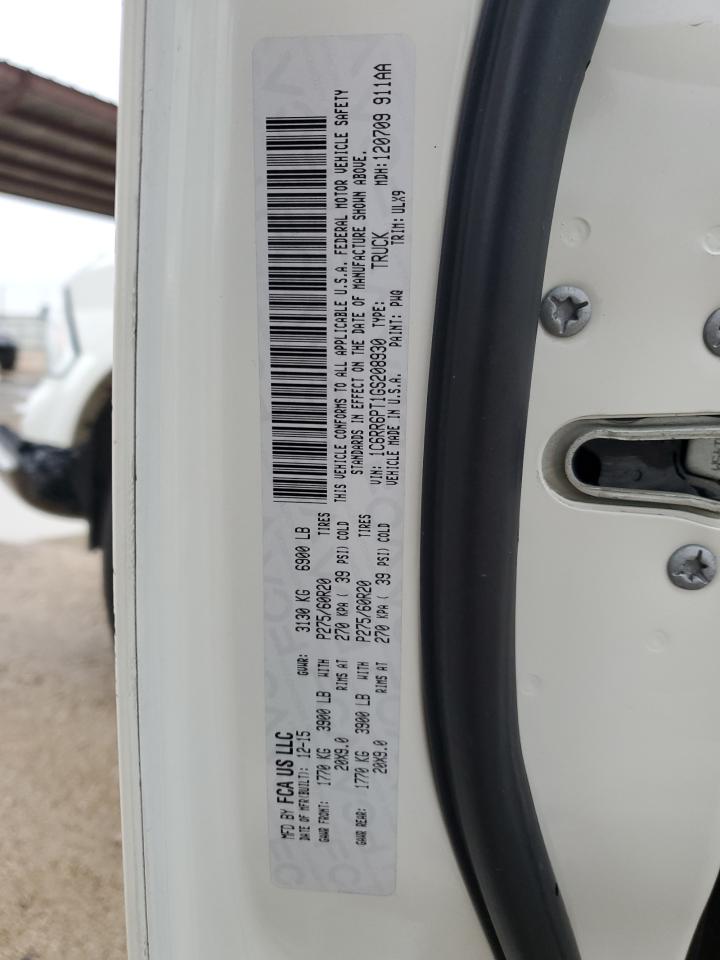 MFD BY FCA US LLC
DATE OF MFR(BUILT): 12-15 GVWR: 3130 KG 6900 LB
GAWR FRONT: 1770 KG 3900 LB WITH P275/60R20 TIRES
20X9.0 RIMS AT 270 KPA ( 39 PSI) COLD
GAWR REAR: 1770 KG 3900 LB WITH P275/60R20 TIRES
20X9.0 RIMS AT 270 KPA ( 39 PSI) COLD
THIS VEHICLE CONFORMS TO ALL APPLICABLE U.S.A. FEDERAL MOTOR VEHICLE SAFETY
STANDARDS IN EFFECT ON THE DATE OF MANUFACTURE SHOWN ABOVE.
VIN: 1C6RR6PT1GS208930 TYPE: TRUCK MDH: 120709 911AA
VEHICLE MADE IN U.S.A. PAINT: PWQ TRIM: ULX9